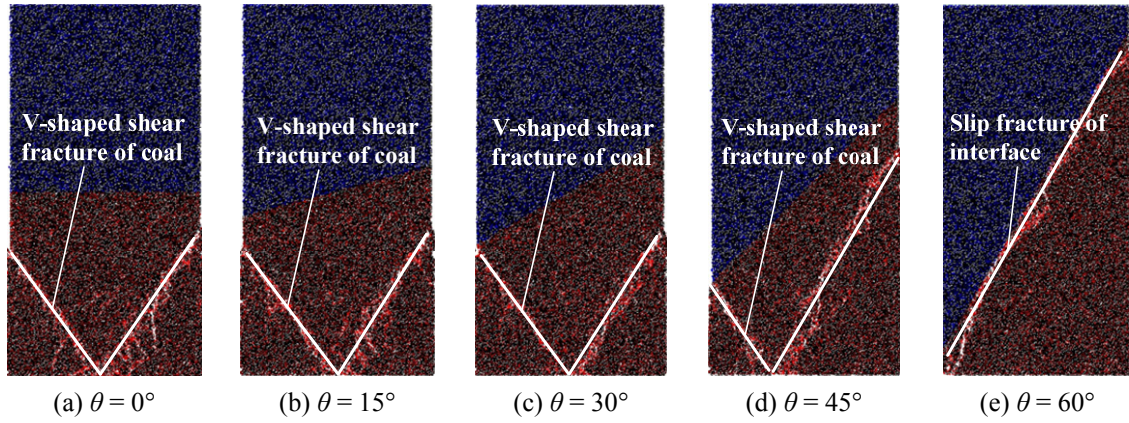 V-shaped shear
fracture of coal
V-shaped shear
fracture of coal
V-shaped shear
fracture of coal
V-shaped shear
fracture of coal
Slip fracture of
interface
(a) θ = 0°
(b) θ = 15°
(c) θ = 30°
(d) θ = 45°
(e) θ = 60°